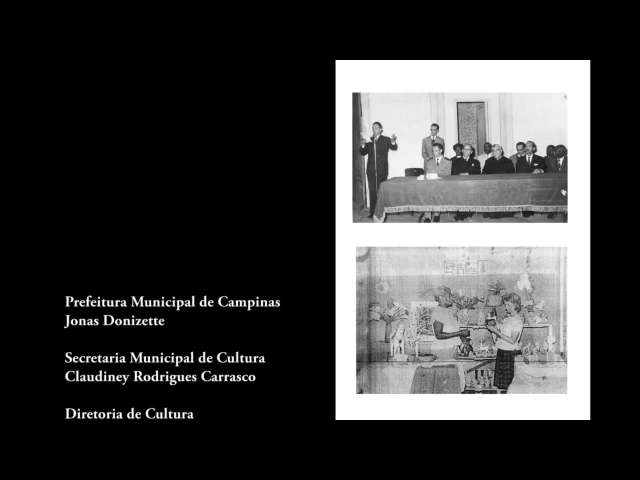 Prefeitura Municipal de Campinas
Jonas Donizette
Secretaria Municipal de Cultura
Claudiney Rodrigues Carrasco
Diretoria de Cultura